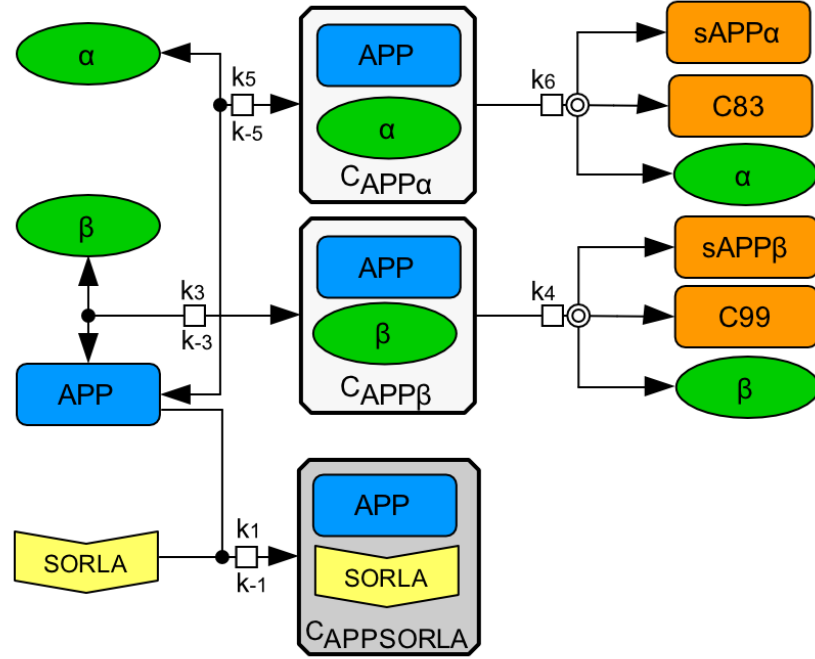 α
k5
k-5
APP
α
CAPPα
k6
sAPPα
C83
α
β
k3
k-3
APP
β
CAPPβ
k4
sAPPβ
C99
β
APP
SORLA
k1
k-1
APP
SORLA
CAPPSORLA